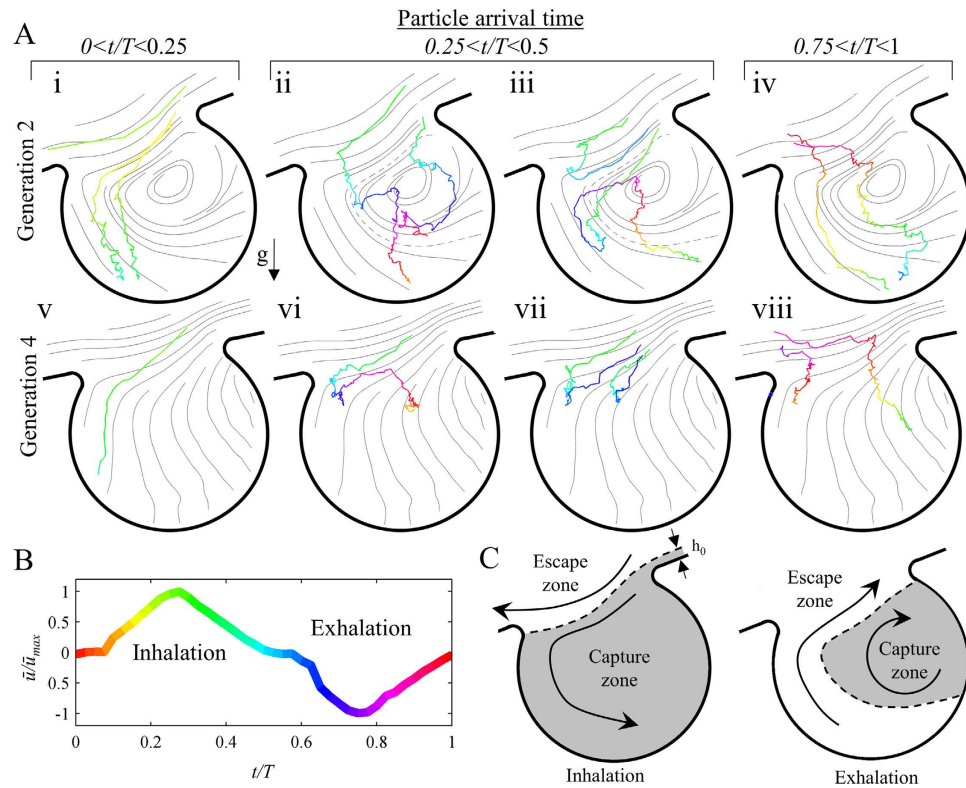 Particle arrival time
A
0<t/T<0.25
0.25<t/T<0.5
0.75<t/T<1
i
ii
iii
iv
Generation 2
g
v
vi
vii
viii
Generation 4
B
1
0.5
0
0.5
-1
ū/ū_max
Inhalation
Exhalation
0
0.2
0.4
0.6
0.8
1
t/T
C
h₀
Escape
zone
Capture
zone
Inhalation
Escape
zone
Capture
zone
Exhalation